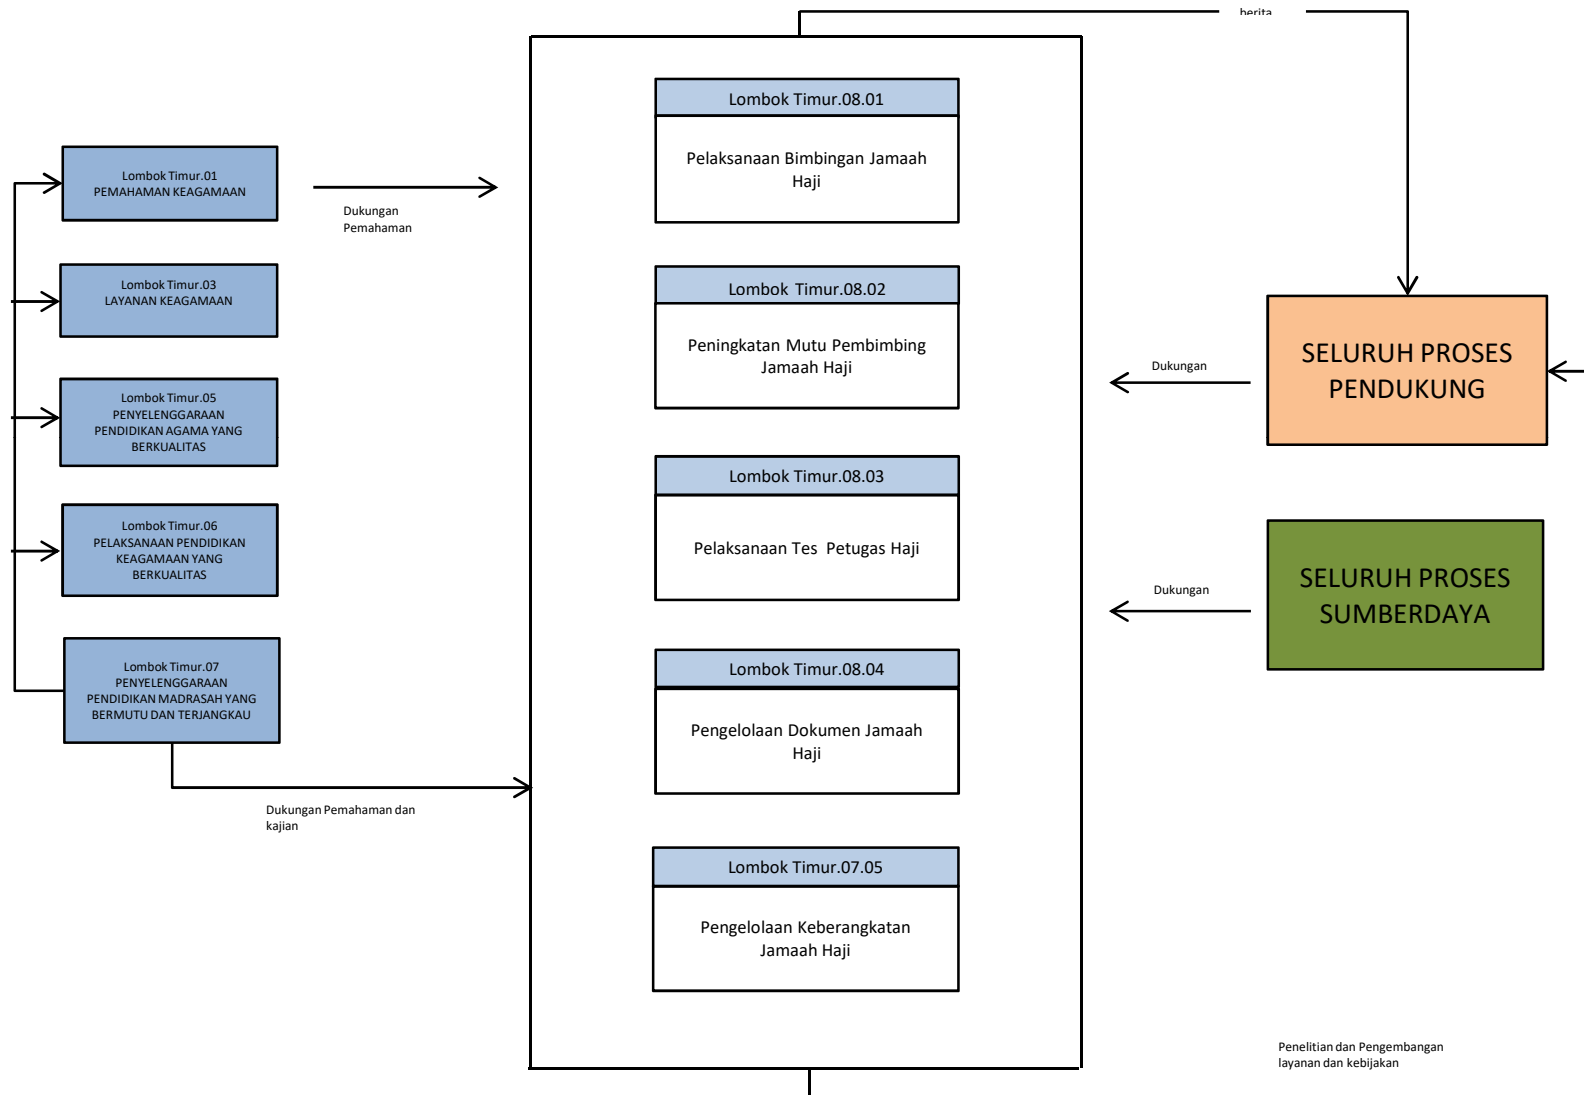 berita
Lombok Timur.08.01
Pelaksanaan Bimbingan Jamaah
Haji
Lombok Timur.01
PEMAHAMAN KEAGAMAAN
Dukungan
Pemahaman
Lombok Timur.03
LAYANAN KEAGAMAAN
Lombok Timur.08.02
Peningkatan Mutu Pembimbing
Jamaah Haji
Dukungan
SELURUH PROSES
PENDUKUNG
Lombok Timur.05
PENYELENGGARAAN
PENDIDIKAN AGAMA YANG
BERKUALITAS
Lombok Timur.08.03
Pelaksanaan Tes Petugas Haji
Lombok Timur.06
PELAKSANAAN PENDIDIKAN
KEAGAMAAN YANG
BERKUALITAS
Dukungan
SELURUH PROSES
SUMBERDAYA
Lombok Timur.07
PENYELENGGARAAN
PENDIDIKAN MADRASAH YANG
BERMUTU DAN TERJANGKAU
Lombok Timur.08.04
Pengelolaan Dokumen Jamaah
Haji
Dukungan Pemahaman dan
kajian
Lombok Timur.07.05
Pengelolaan Keberangkatan
Jamaah Haji
Penelitian dan Pengembangan
layanan dan kebijakan